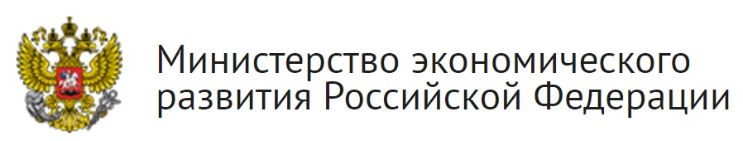 Министерство экономического
развития Российской Федерации